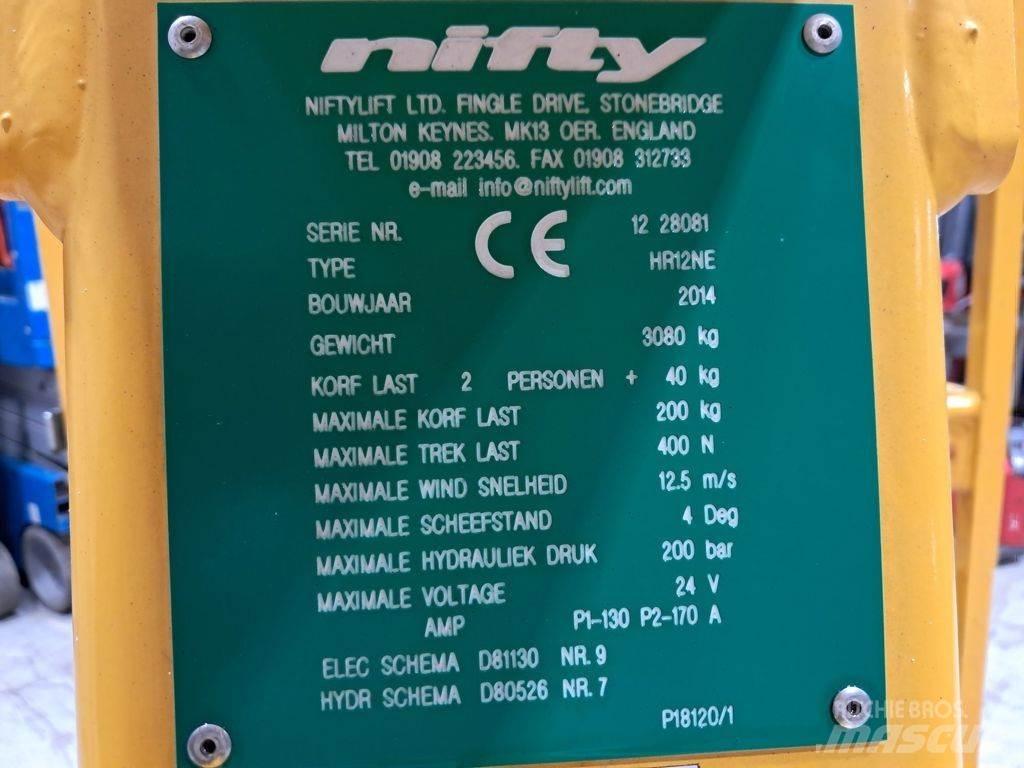 nifty
NIFTYLIFT LTD. FINGLE DRIVE. STONEBRIDGE
MILTON KEYNES. MK13 OER. ENGLAND
TEL 01908 223456. FAX 01908 312733
e-mail info@niftylift.com
SERIE NR. CE 12 28081
TYPE HR12NE
BOUWJAAR 2014
GEWICHT 3080 kg
KORF LAST 2 PERSONEN + 40 kg
MAXIMALE KORF LAST 200 kg
MAXIMALE TREK LAST 400 N
MAXIMALE WIND SNELHEID 12.5 m/s
MAXIMALE SCHEEFSTAND 4 Deg
MAXIMALE HYDRAULIEK DRUK 200 bar
MAXIMALE VOLTAGE 24 V
AMP P1-130 P2-170 A
ELEC SCHEMA D81130 NR. 9
HYDR SCHEMA D80526 NR. 7
P18120/1
RITCHIE BROS.
MASCUS